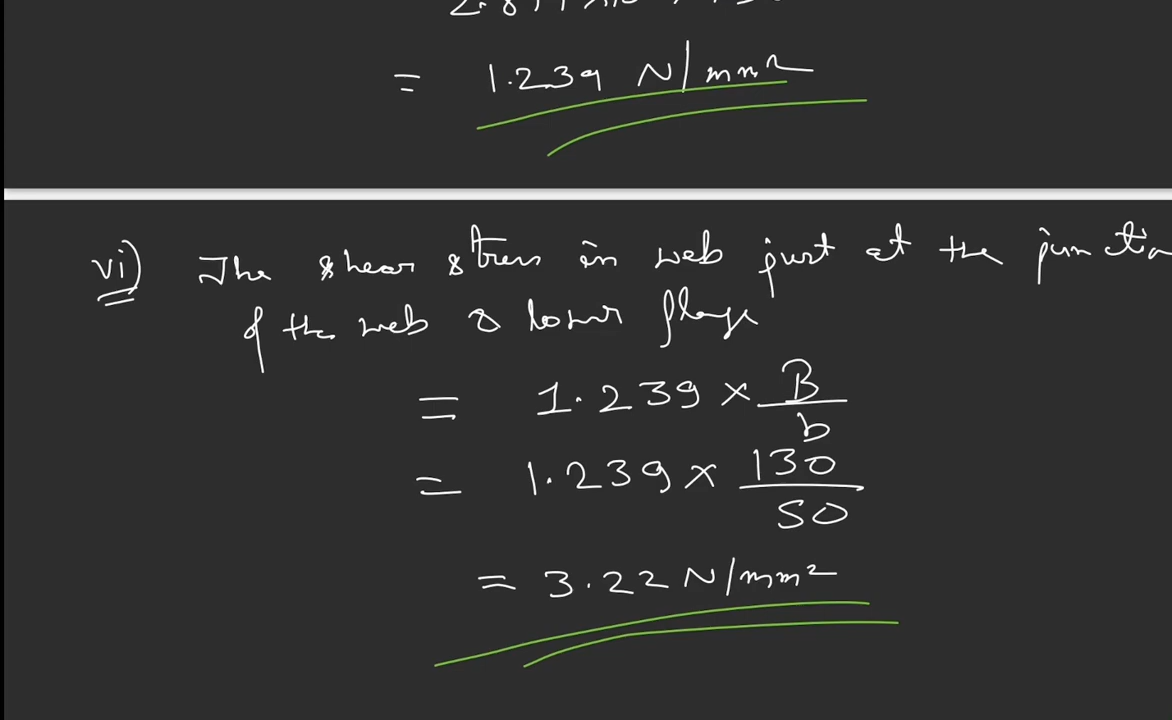 = 1.239 N/mm²
vi) The shear stress in web just at the junctio
of the web & lower flange
= 1.239 × B/b
= 1.239 × 130/50
= 3.22 N/mm²